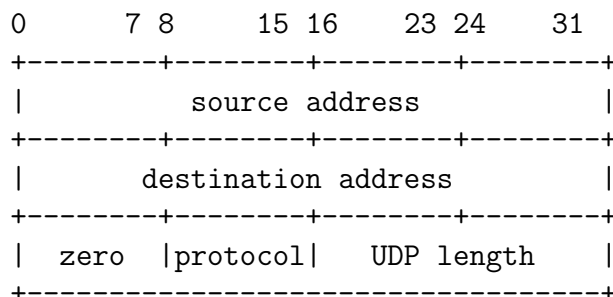 0      7 8     15 16    23 24    31
+--------+--------+--------+--------+
|          source address           |
+--------+--------+--------+--------+
|        destination address        |
+--------+--------+--------+--------+
|  zero  |protocol|   UDP length    |
+--------+--------+--------+--------+